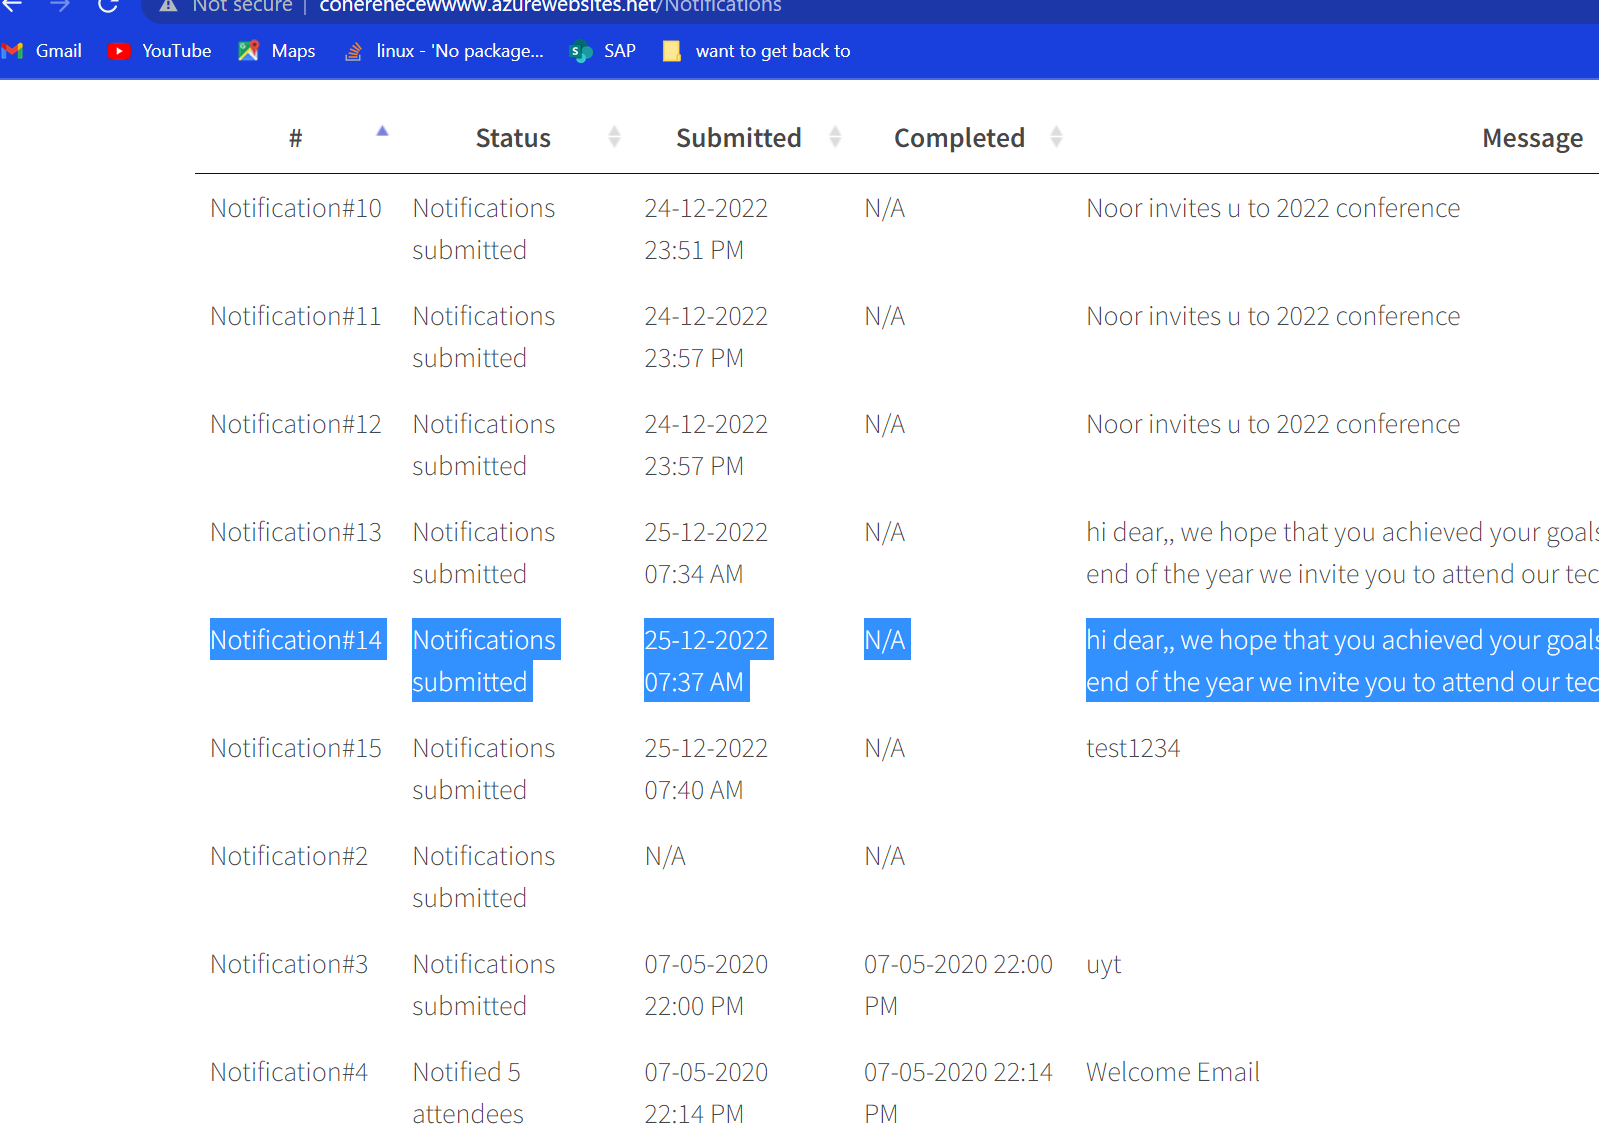 Not secure | coherenecewwww.azurewebsites.net/Notifications
Gmail YouTube Maps linux - 'No package... SAP want to get back to
# Status Submitted Completed Message
Notification#10 Notifications submitted 24-12-2022 23:51 PM N/A Noor invites u to 2022 conference
Notification#11 Notifications submitted 24-12-2022 23:57 PM N/A Noor invites u to 2022 conference
Notification#12 Notifications submitted 24-12-2022 23:57 PM N/A Noor invites u to 2022 conference
Notification#13 Notifications submitted 25-12-2022 07:34 AM N/A hi dear,, we hope that you achieved your goals
end of the year we invite you to attend our tec
Notification#14 Notifications submitted 25-12-2022 07:37 AM N/A hi dear,, we hope that you achieved your goals
end of the year we invite you to attend our tec
Notification#15 Notifications submitted 25-12-2022 07:40 AM N/A test1234
Notification#2 Notifications submitted N/A N/A
Notification#3 Notifications submitted 07-05-2020 22:00 PM 07-05-2020 22:00 PM uyt
Notification#4 Notified 5 attendees 07-05-2020 22:14 PM 07-05-2020 22:14 PM Welcome Email